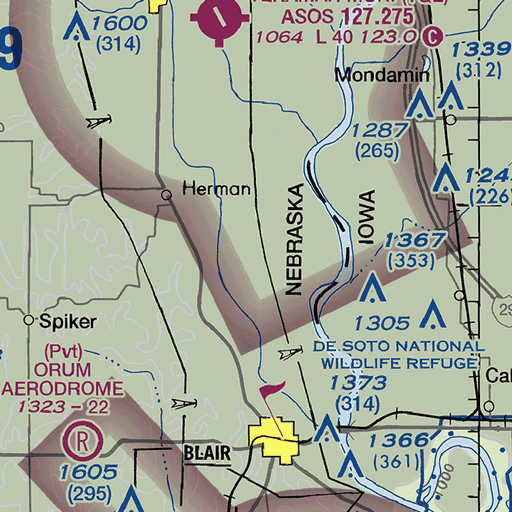 ASOS 127.275
1064 L 40 123.0 C
1600
(314)
9
1339
(312)
Mondamin
1287
(265)
(226)
Herman
NEBRASKA
IOWA
1367
(353)
Spiker
1305
(Pvt)
ORUM
AERODROME
1323 - 22
R
DE SOTO NATIONAL
WILDLIFE REFUGE
1373
(314)
BLAIR
1366
(361)
1605
(295)
1000